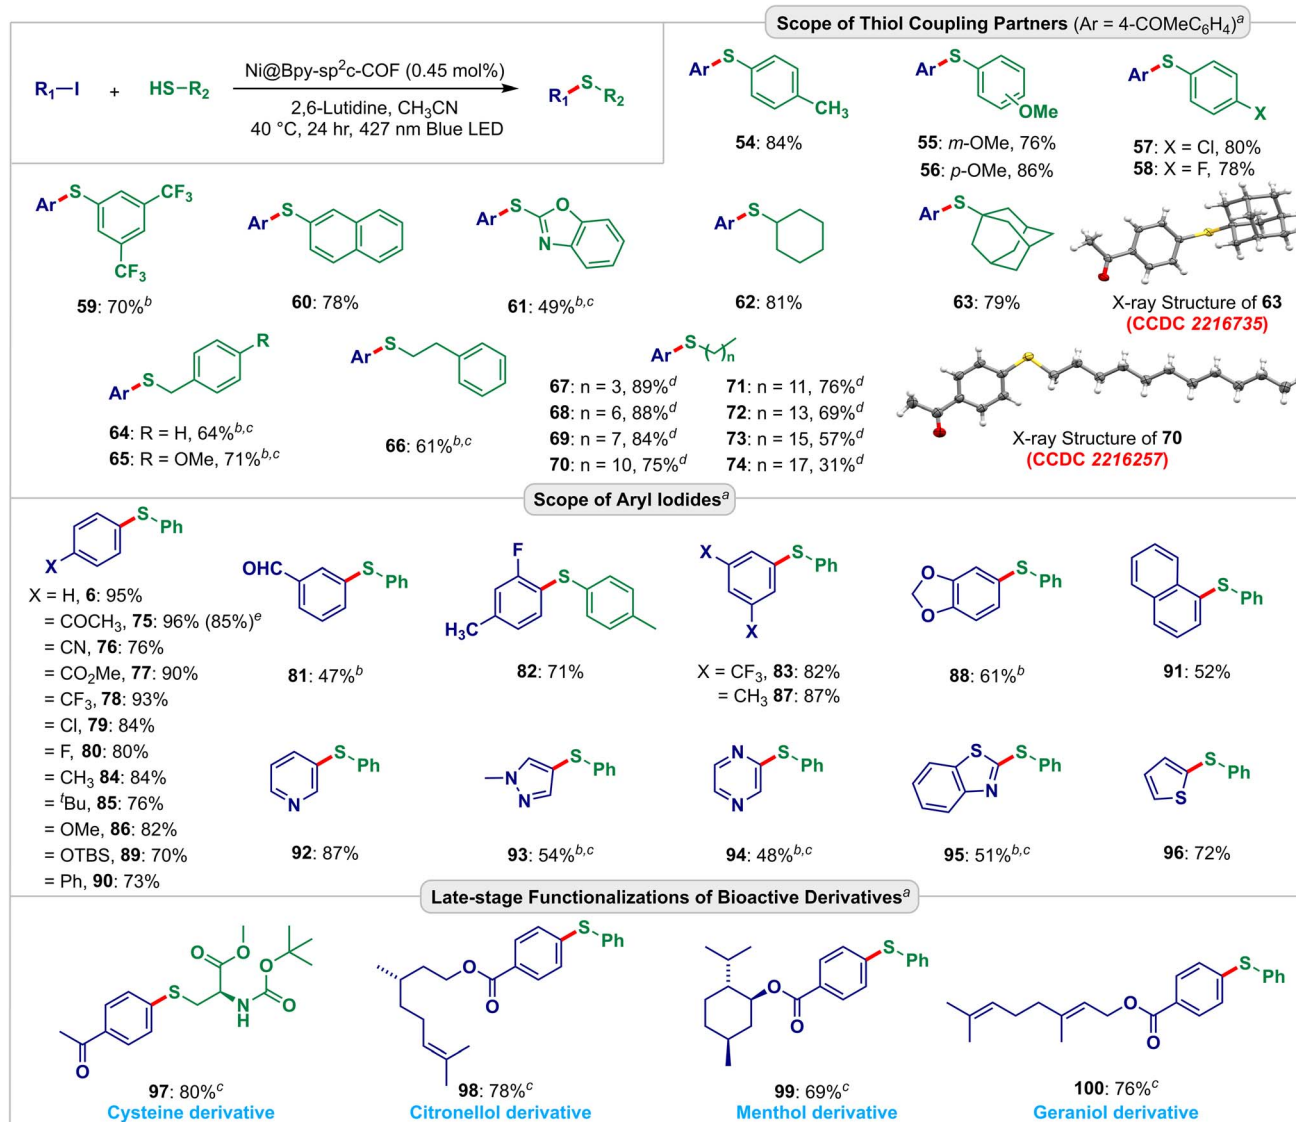 Scope of Thiol Coupling Partners (Ar = 4-COMeC₆H₄)ᵃ
R₁—I + HS–R₂
Ni@Bpy-sp²c-COF (0.45 mol%)
2,6-Lutidine, CH₃CN
40 °C, 24 hr, 427 nm Blue LED
R₁ S R₂
Ar S CH₃
54: 84%
Ar S OMe
55: m-OMe, 76%
56: p-OMe, 86%
Ar S X
57: X = Cl, 80%
58: X = F, 78%
Ar S CF₃ CF₃
59: 70%ᵇ
Ar S
60: 78%
Ar S O N
61: 49%ᵇ,ᶜ
Ar S
62: 81%
Ar S
63: 79%
X-ray Structure of 63
(CCDC 2216735)
Ar S R
64: R = H, 64%ᵇ,ᶜ
65: R = OMe, 71%ᵇ,ᶜ
Ar S
66: 61%ᵇ,ᶜ
Ar S n
67: n = 3, 89%ᵈ
68: n = 6, 88%ᵈ
69: n = 7, 84%ᵈ
70: n = 10, 75%ᵈ
71: n = 11, 76%ᵈ
72: n = 13, 69%ᵈ
73: n = 15, 57%ᵈ
74: n = 17, 31%ᵈ
X-ray Structure of 70
(CCDC 2216257)
Scope of Aryl Iodidesᵃ
X S Ph
X = H, 6: 95%
= COCH₃, 75: 96% (85%)ᵉ
= CN, 76: 76%
= CO₂Me, 77: 90%
= CF₃, 78: 93%
= Cl, 79: 84%
= F, 80: 80%
= CH₃ 84: 84%
= ᵗBu, 85: 76%
= OMe, 86: 82%
= OTBS, 89: 70%
= Ph, 90: 73%
OHC S Ph
81: 47%ᵇ
F S H₃C
82: 71%
X S Ph X
X = CF₃, 83: 82%
= CH₃ 87: 87%
O O S Ph
88: 61%ᵇ
S Ph
91: 52%
N S Ph
92: 87%
N N S Ph
93: 54%ᵇ,ᶜ
N N S Ph
94: 48%ᵇ,ᶜ
S N S Ph
95: 51%ᵇ,ᶜ
S S Ph
96: 72%
Late-stage Functionalizations of Bioactive Derivativesᵃ
O O O S N H O O
97: 80%ᶜ
Cysteine derivative
O O S Ph
98: 78%ᶜ
Citronellol derivative
O O S Ph
99: 69%ᶜ
Menthol derivative
O O S Ph
100: 76%ᶜ
Geraniol derivative